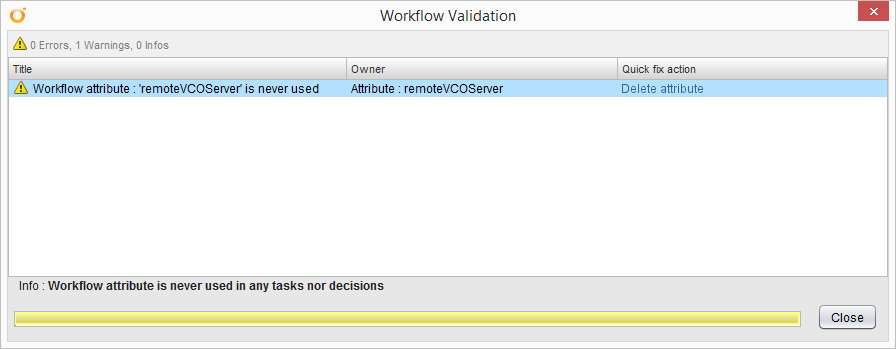 Workflow Validation
0 Errors, 1 Warnings, 0 Infos
Title Owner Quick fix action
Workflow attribute : 'remoteVCOServer' is never used Attribute : remoteVCOServer Delete attribute
Info : Workflow attribute is never used in any tasks nor decisions
Close